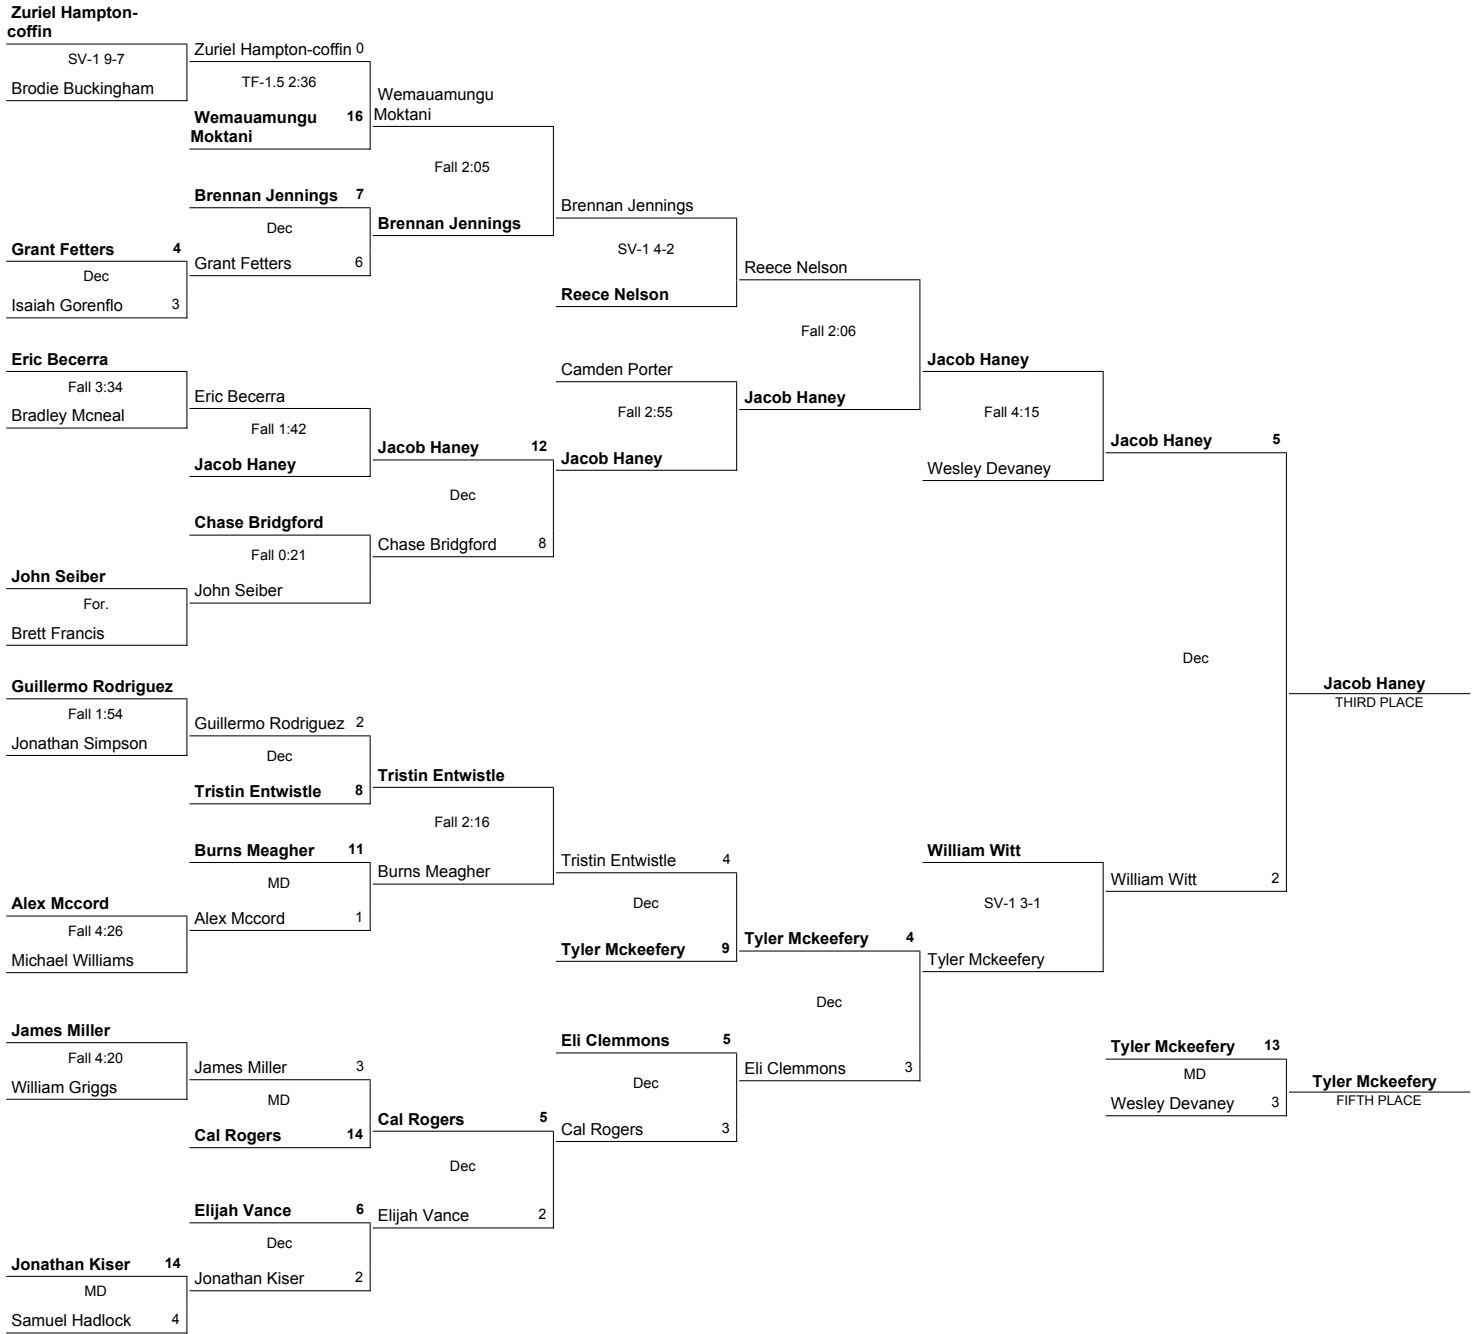 Zuriel Hampton-
coffin
SV-1 9-7
Brodie Buckingham
Grant Fetters 4
Dec
Isaiah Gorenflo 3
Eric Becerra
Fall 3:34
Bradley Mcneal
John Seiber
For.
Brett Francis
Guillermo Rodriguez
Fall 1:54
Jonathan Simpson
Alex Mccord
Fall 4:26
Michael Williams
James Miller
Fall 4:20
William Griggs
Jonathan Kiser 14
MD
Samuel Hadlock 4
Zuriel Hampton-coffin 0
TF-1.5 2:36
Wemauamungu 16
Moktani
Brennan Jennings 7
Dec
Grant Fetters 6
Eric Becerra
Fall 1:42
Jacob Haney
Chase Bridgford
Fall 0:21
John Seiber
Guillermo Rodriguez 2
Dec
Tristin Entwistle 8
Burns Meagher 11
MD
Alex Mccord 1
James Miller 3
MD
Cal Rogers 14
Elijah Vance 6
Dec
Jonathan Kiser 2
Wemauamungu
Moktani
Fall 2:05
Brennan Jennings
Jacob Haney 12
Dec
Chase Bridgford 8
Tristin Entwistle
Fall 2:16
Burns Meagher
Cal Rogers 5
Dec
Elijah Vance 2
Brennan Jennings
SV-1 4-2
Reece Nelson
Camden Porter
Fall 2:55
Jacob Haney
Tristin Entwistle 4
Dec
Tyler Mckeefery 9
Eli Clemmons 5
Dec
Cal Rogers 3
Reece Nelson
Fall 2:06
Jacob Haney
Tyler Mckeefery 4
Dec
Eli Clemmons 3
Jacob Haney
Fall 4:15
Wesley Devaney
William Witt
SV-1 3-1
Tyler Mckeefery
Jacob Haney 5
Dec
William Witt 2
Tyler Mckeefery 13
MD
Wesley Devaney 3
Jacob Haney
THIRD PLACE
Tyler Mckeefery
FIFTH PLACE